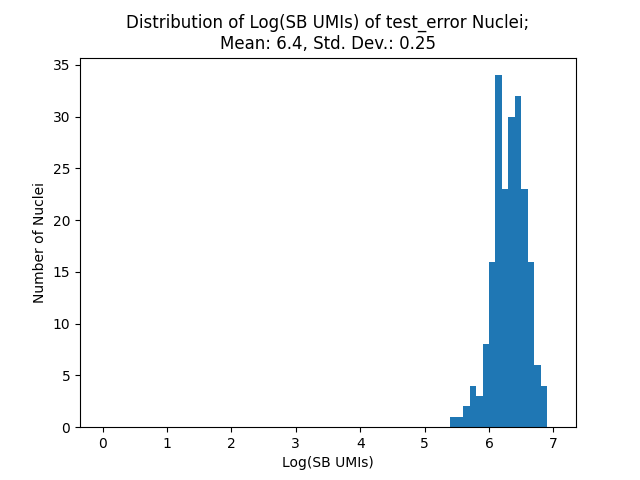 Distribution of Log(SB UMIs) of test_error Nuclei;
Mean: 6.4, Std. Dev.: 0.25
35
30
25
20
15
10
5
0
Number of Nuclei
0 1 2 3 4 5 6 7
Log(SB UMIs)